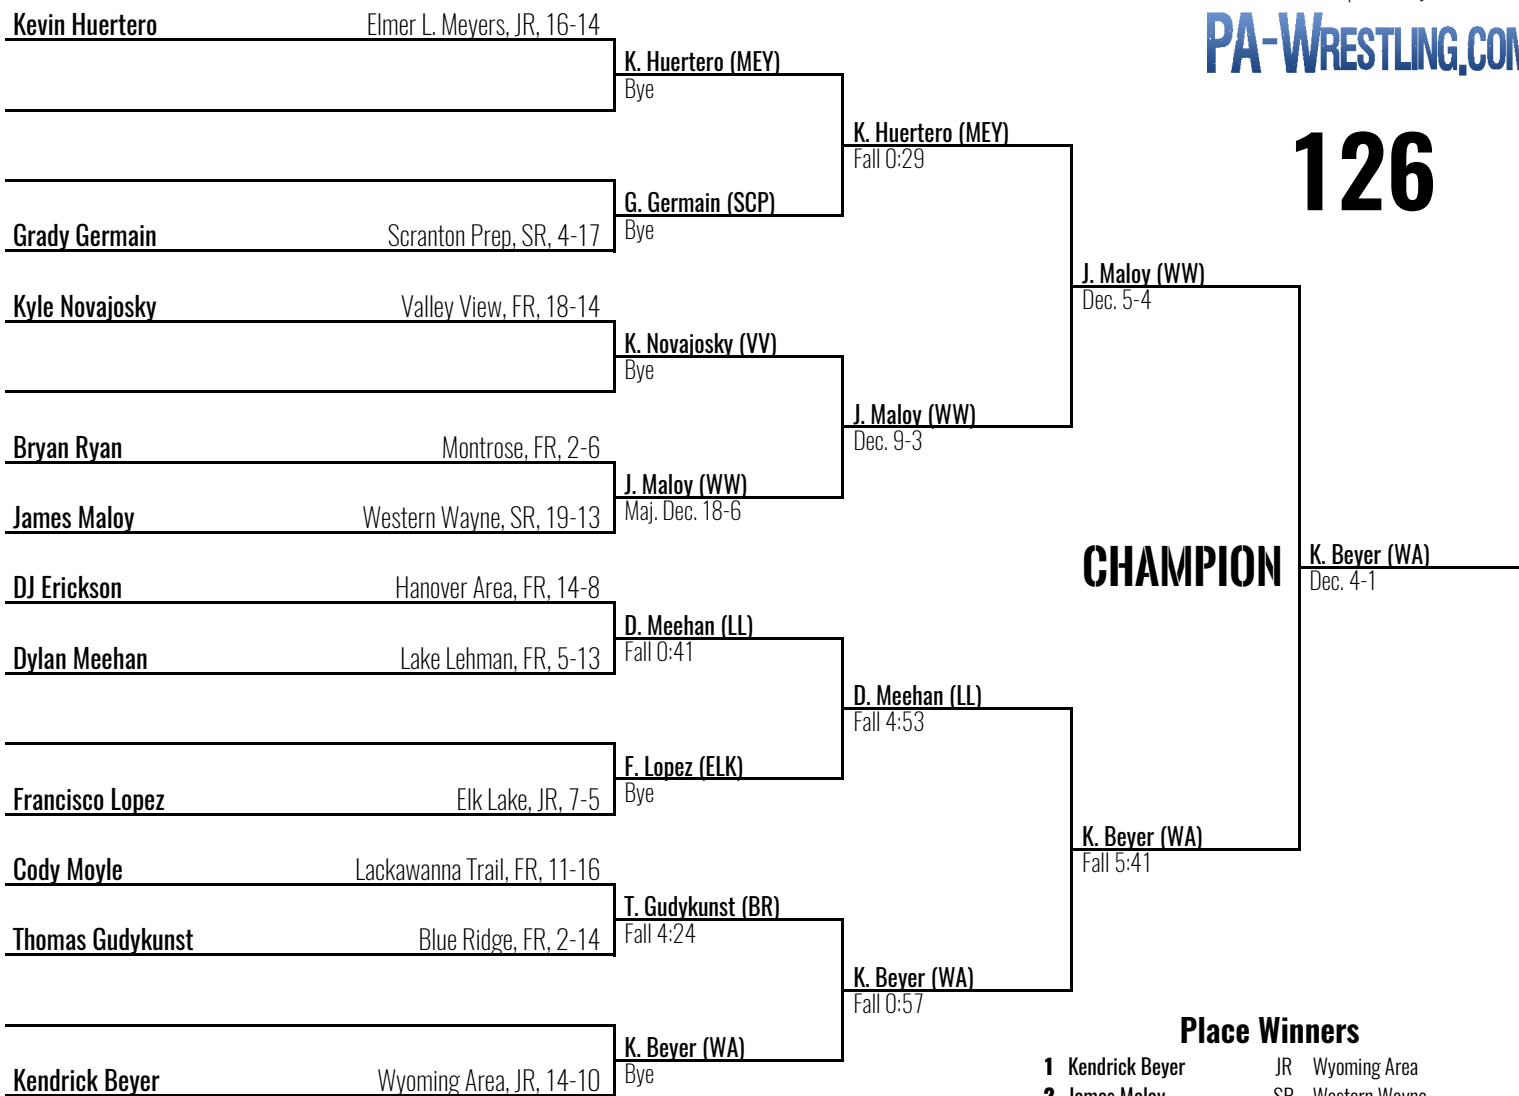 PA-WRESTLING.COM
126
Kevin Huertero Elmer L. Meyers, JR, 16-14
K. Huertero (MEY)
Bye
K. Huertero (MEY)
Fall 0:29
G. Germain (SCP)
Bye
Grady Germain Scranton Prep, SR, 4-17
J. Maloy (WW)
Dec. 5-4
Kyle Novajosky Valley View, FR, 18-14
K. Novajosky (VV)
Bye
J. Maloy (WW)
Dec. 9-3
Bryan Ryan Montrose, FR, 2-6
J. Maloy (WW)
Maj. Dec. 18-6
James Maloy Western Wayne, SR, 19-13
CHAMPION
K. Beyer (WA)
Dec. 4-1
DJ Erickson Hanover Area, FR, 14-8
D. Meehan (LL)
Fall 0:41
Dylan Meehan Lake Lehman, FR, 5-13
D. Meehan (LL)
Fall 4:53
F. Lopez (ELK)
Bye
Francisco Lopez Elk Lake, JR, 7-5
K. Beyer (WA)
Fall 5:41
Cody Moyle Lackawanna Trail, FR, 11-16
T. Gudykunst (BR)
Fall 4:24
Thomas Gudykunst Blue Ridge, FR, 2-14
K. Beyer (WA)
Fall 0:57
K. Beyer (WA)
Bye
Kendrick Beyer Wyoming Area, JR, 14-10
Place Winners
1 Kendrick Beyer JR Wyoming Area
2 James Maloy SR Western Wayne